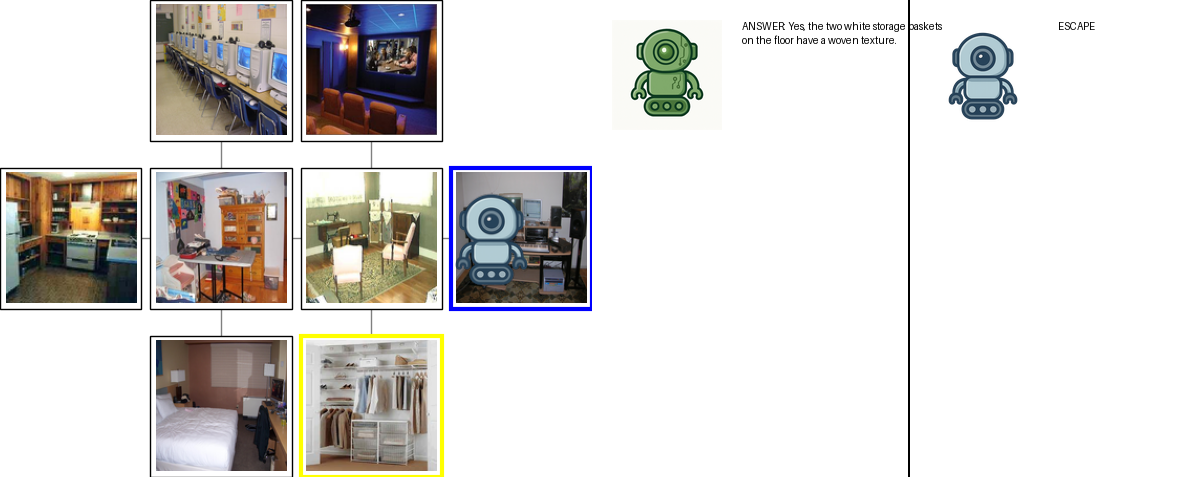 ANSWER: Yes, the two white storage baskets
on the floor have a woven texture.
ESCAPE